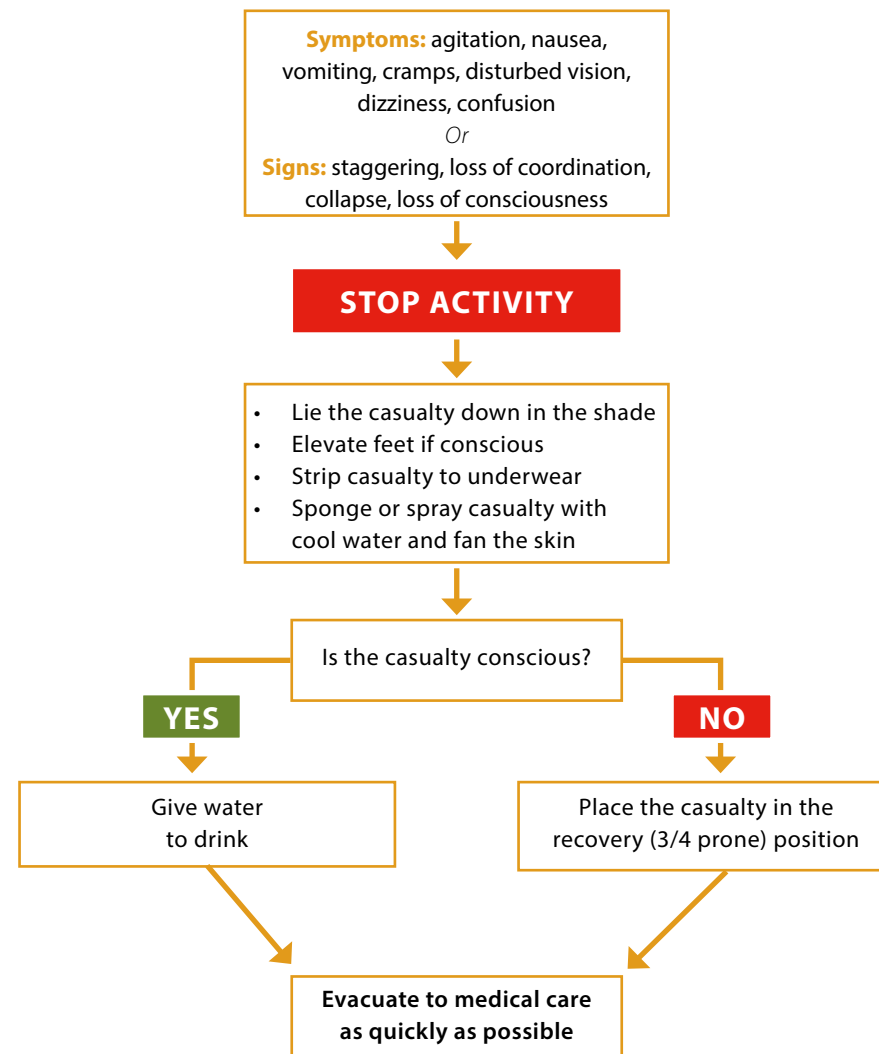 Symptoms: agitation, nausea,
vomiting, cramps, disturbed vision,
dizziness, confusion
Or
Signs: staggering, loss of coordination,
collapse, loss of consciousness
STOP ACTIVITY
• Lie the casualty down in the shade
• Elevate feet if conscious
• Strip casualty to underwear
• Sponge or spray casualty with
cool water and fan the skin
Is the casualty conscious?
YES
NO
Give water
to drink
Place the casualty in the
recovery (3/4 prone) position
Evacuate to medical care
as quickly as possible